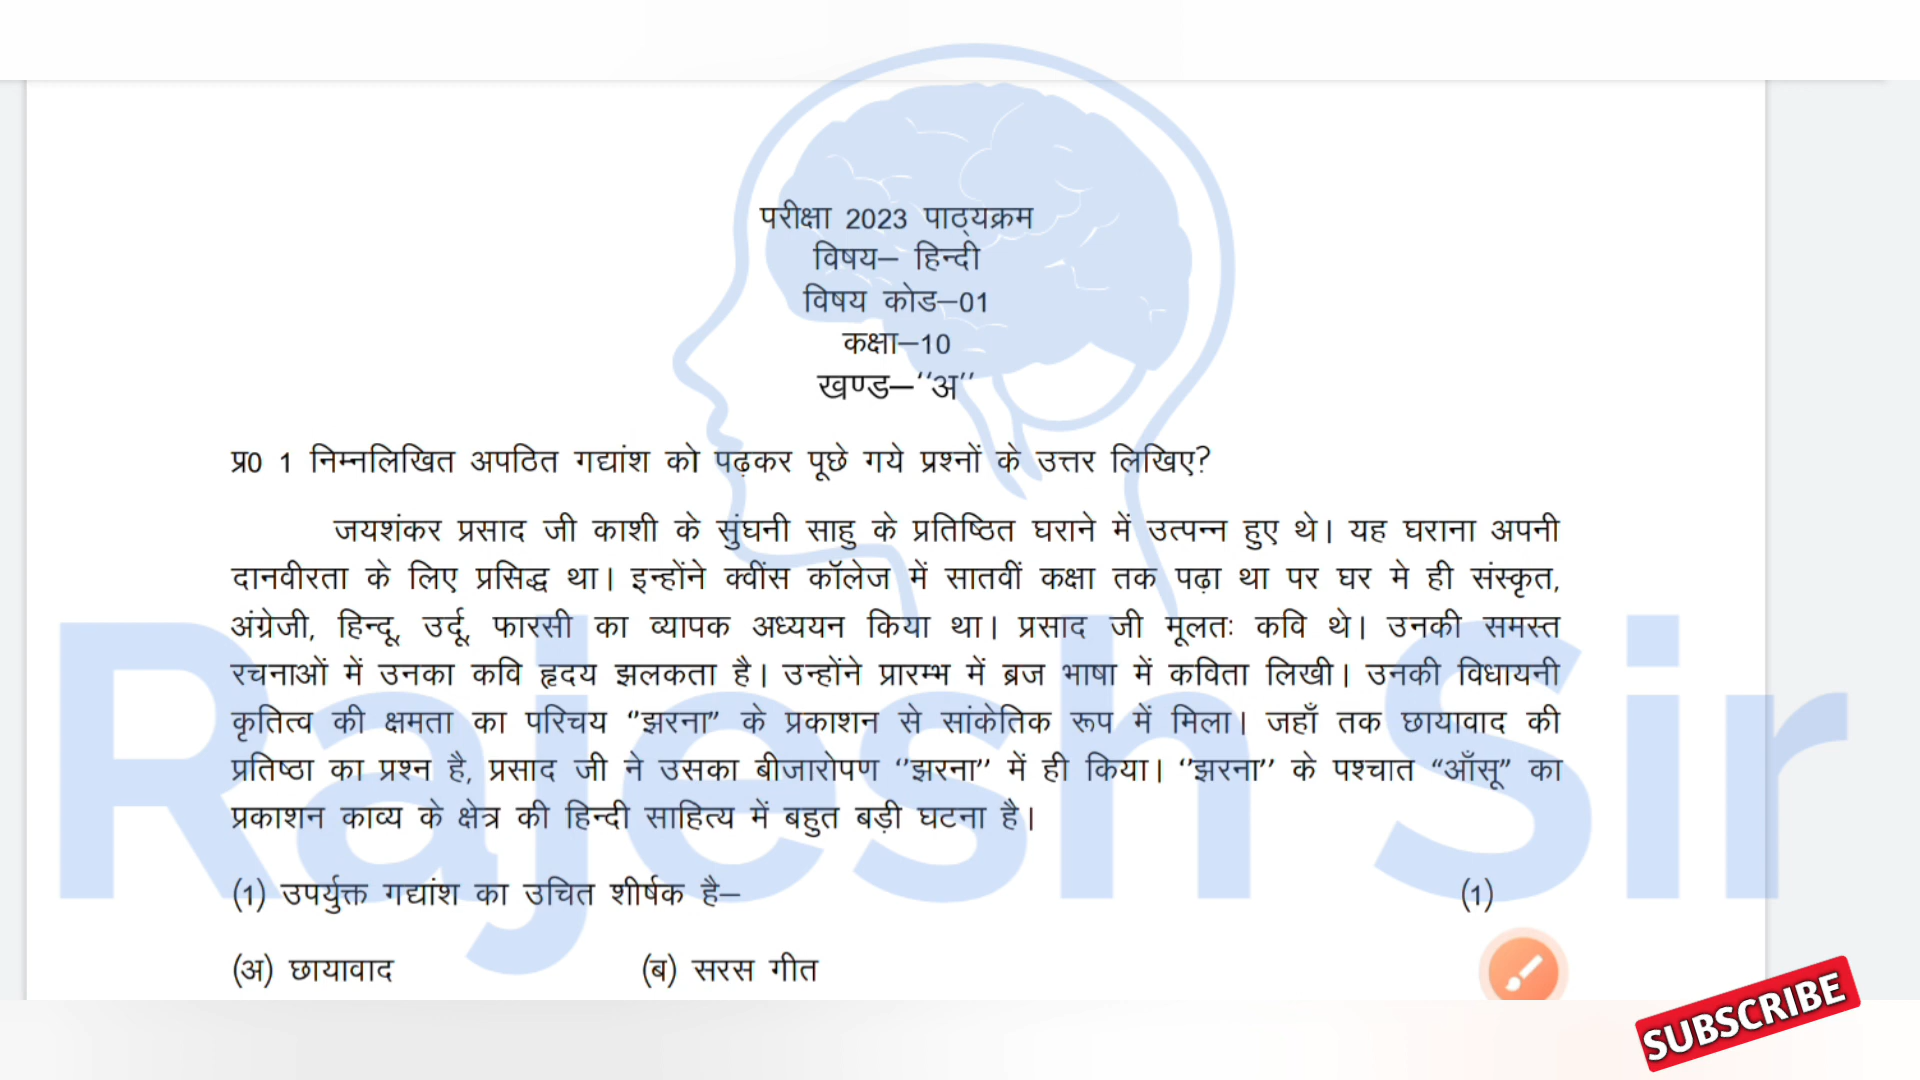 परीक्षा 2023 पाठ्यक्रम
विषय– हिन्दी
विषय कोड–01
कक्षा–10
खण्ड–‘‘अ’’
प्र0 1 निम्नलिखित अपठित गद्यांश को पढ़कर पूछे गये प्रश्नों के उत्तर लिखिए?
जयशंकर प्रसाद जी काशी के सुंघनी साहु के प्रतिष्ठित घराने में उत्पन्न हुए थे। यह घराना अपनी
दानवीरता के लिए प्रसिद्ध था। इन्होंने क्वींस कॉलेज में सातवीं कक्षा तक पढ़ा था पर घर मे ही संस्कृत,
अंग्रेजी, हिन्दू, उर्दू, फारसी का व्यापक अध्ययन किया था। प्रसाद जी मूलतः कवि थे। उनकी समस्त
रचनाओं में उनका कवि हृदय झलकता है। उन्होंने प्रारम्भ में ब्रज भाषा में कविता लिखी। उनकी विधायनी
कृतित्व की क्षमता का परिचय ‘‘झरना” के प्रकाशन से सांकेतिक रूप में मिला। जहाँ तक छायावाद की
प्रतिष्ठा का प्रश्न है, प्रसाद जी ने उसका बीजारोपण ‘‘झरना’’ में ही किया। ‘‘झरना’’ के पश्चात “आँसू” का
प्रकाशन काव्य के क्षेत्र की हिन्दी साहित्य में बहुत बड़ी घटना है।
(1) उपर्युक्त गद्यांश का उचित शीर्षक है– (1)
(अ) छायावाद (ब) सरस गीत
Rajesh Sir
SUBSCRIBE